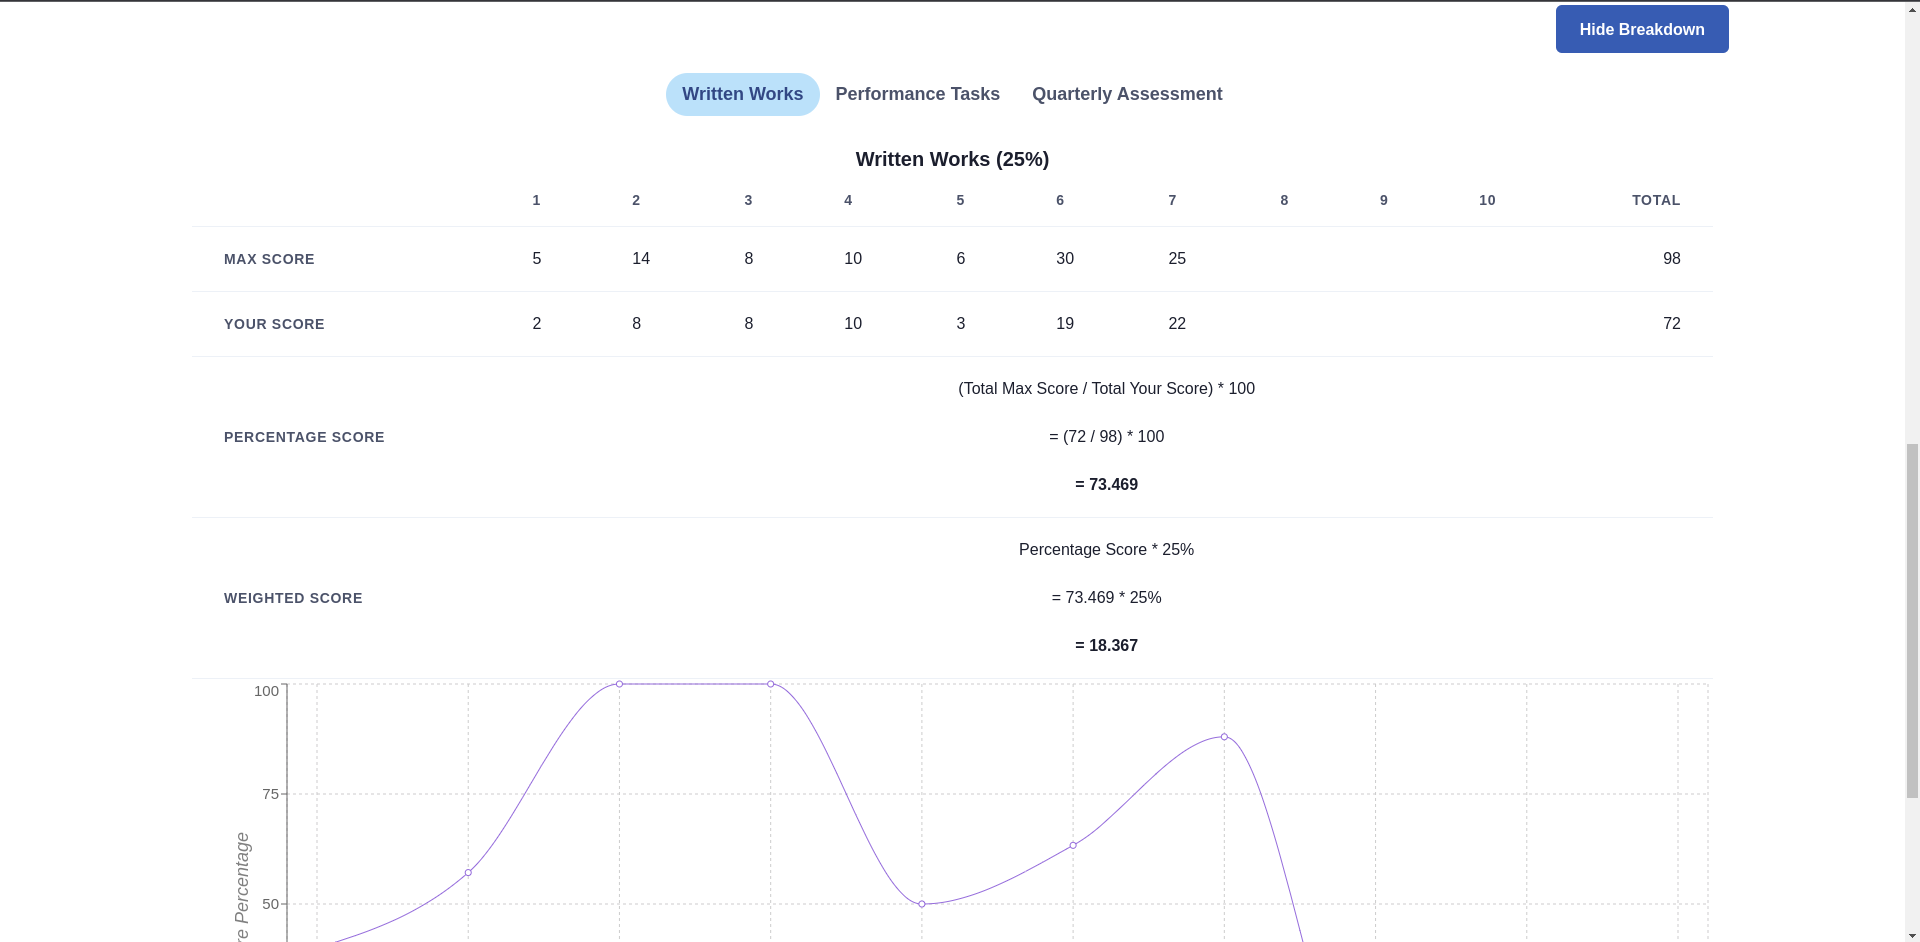 Hide Breakdown
Written Works Performance Tasks Quarterly Assessment
Written Works (25%)
1 2 3 4 5 6 7 8 9 10 TOTAL
MAX SCORE 5 14 8 10 6 30 25 98
YOUR SCORE 2 8 8 10 3 19 22 72
(Total Max Score / Total Your Score) * 100
PERCENTAGE SCORE = (72 / 98) * 100
= 73.469
Percentage Score * 25%
WEIGHTED SCORE = 73.469 * 25%
= 18.367
100
75
50
re Percentage